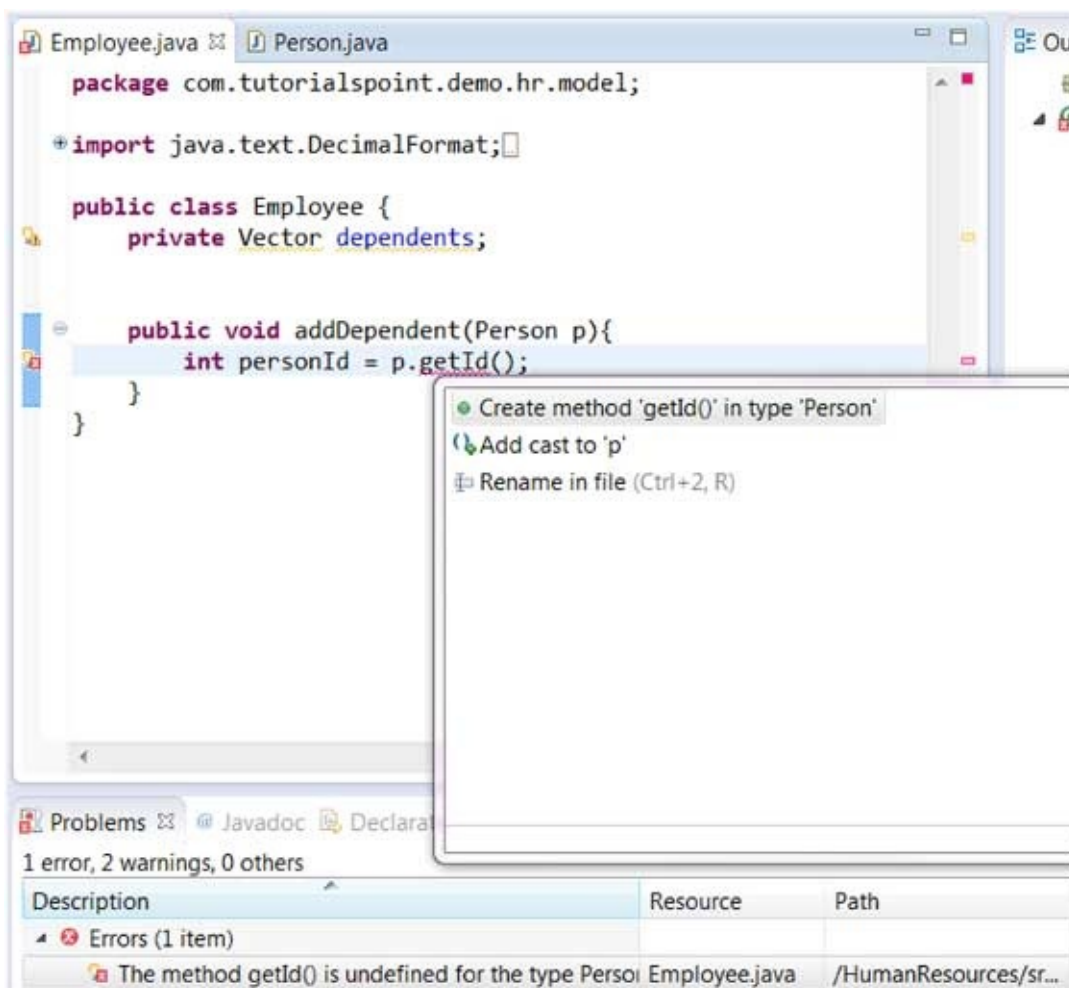 Employee.java
Person.java
Ou
package com.tutorialspoint.demo.hr.model;
import java.text.DecimalFormat;
public class Employee {
private Vector dependents;
public void addDependent(Person p){
int personId = p.getId();
}
}
Create method 'getId()' in type 'Person'
Add cast to 'p'
Rename in file (Ctrl+2, R)
Problems @ Javadoc Declarat
1 error, 2 warnings, 0 others
Description Resource Path
Errors (1 item)
The method getId() is undefined for the type Person Employee.java /HumanResources/sr...